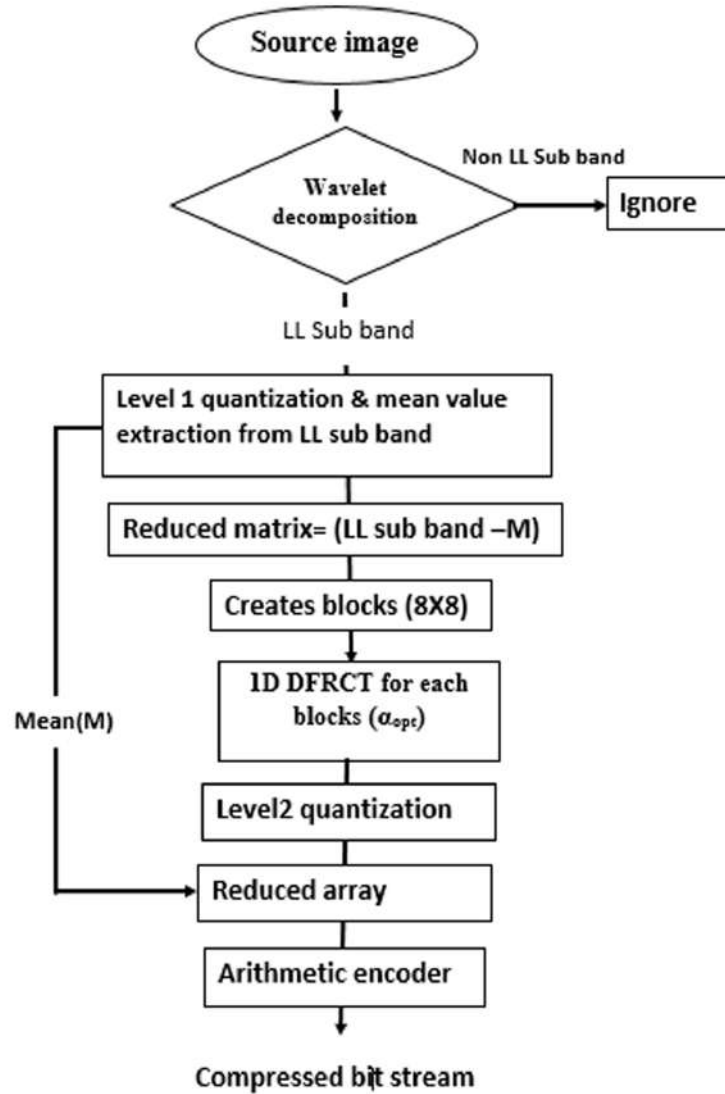 Source image
Non LL Sub band
Wavelet
decomposition
Ignore
LL Sub band
Level 1 quantization & mean value
extraction from LL sub band
Reduced matrix= (LL sub band –M)
Creates blocks (8X8)
1D DFRCT for each
blocks (αopt)
Mean(M)
Level2 quantization
Reduced array
Arithmetic encoder
Compressed bit stream